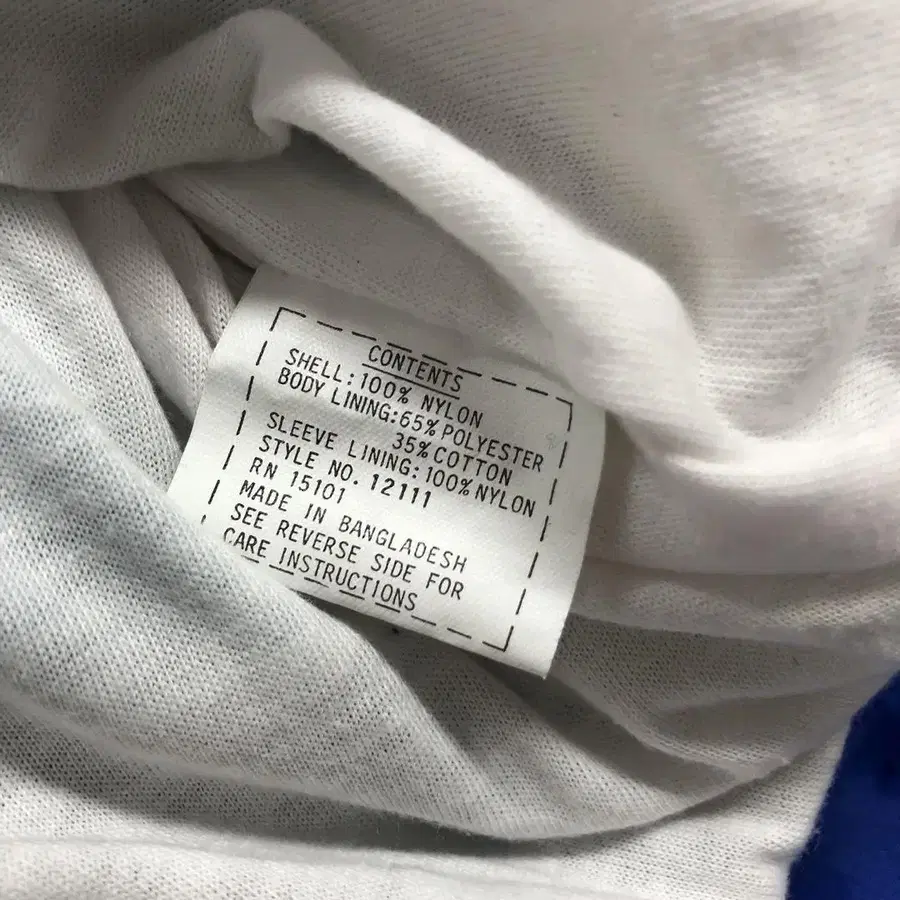 CONTENTS
SHELL:100% NYLON
BODY LINING:65% POLYESTER
35% COTTON
SLEEVE LINING:100% NYLON
STYLE NO. 12111
RN 15101
MADE IN BANGLADESH
SEE REVERSE SIDE FOR
CARE INSTRUCTIONS